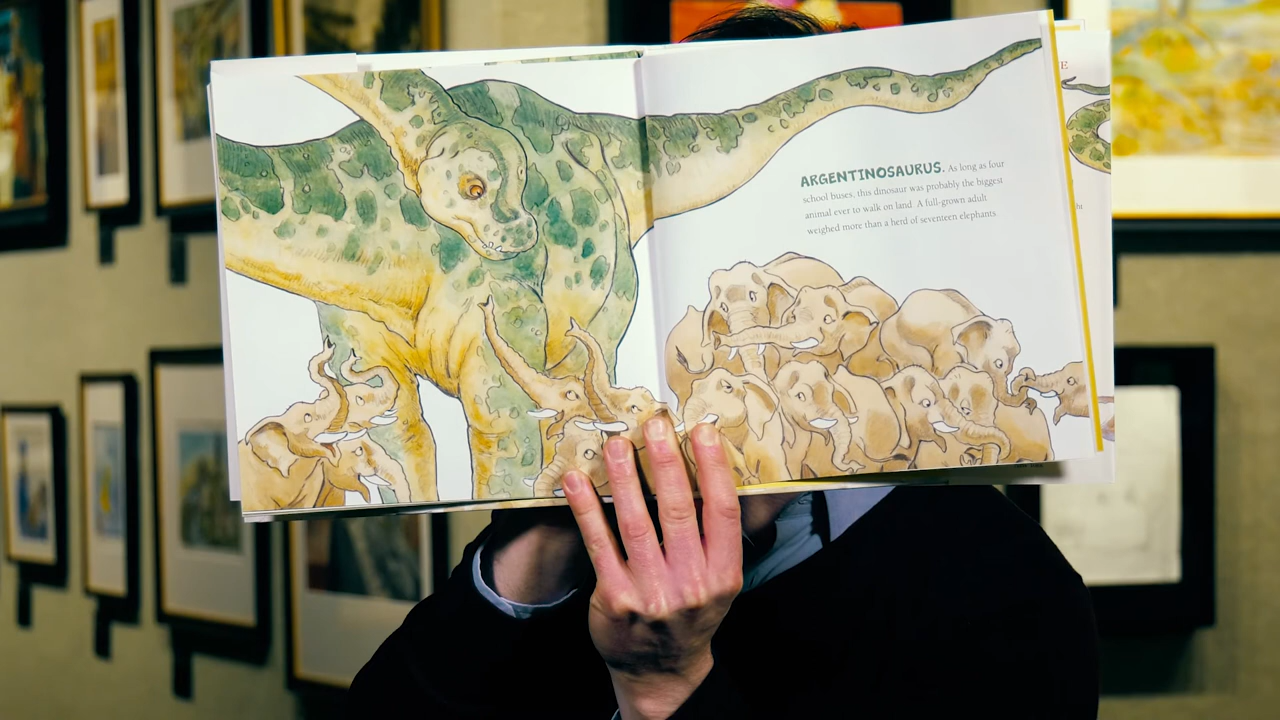 ARGENTINOSAURUS. As long as four
school buses, this dinosaur was probably the biggest
animal ever to walk on land. A full-grown adult
weighed more than a herd of seventeen elephants.